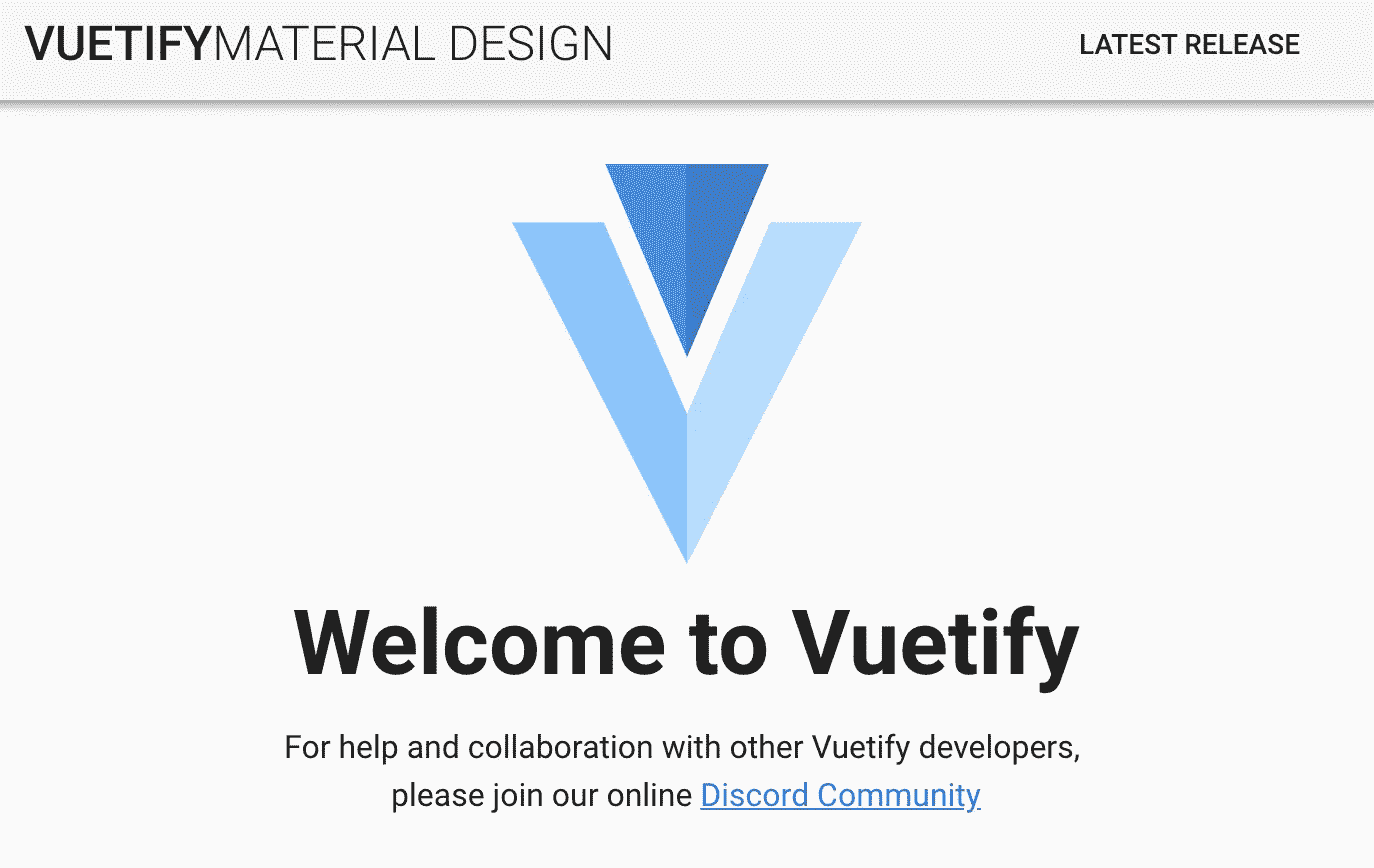 VUETIFYMATERIAL DESIGN
LATEST RELEASE
Welcome to Vuetify
For help and collaboration with other Vuetify developers,
please join our online Discord Community